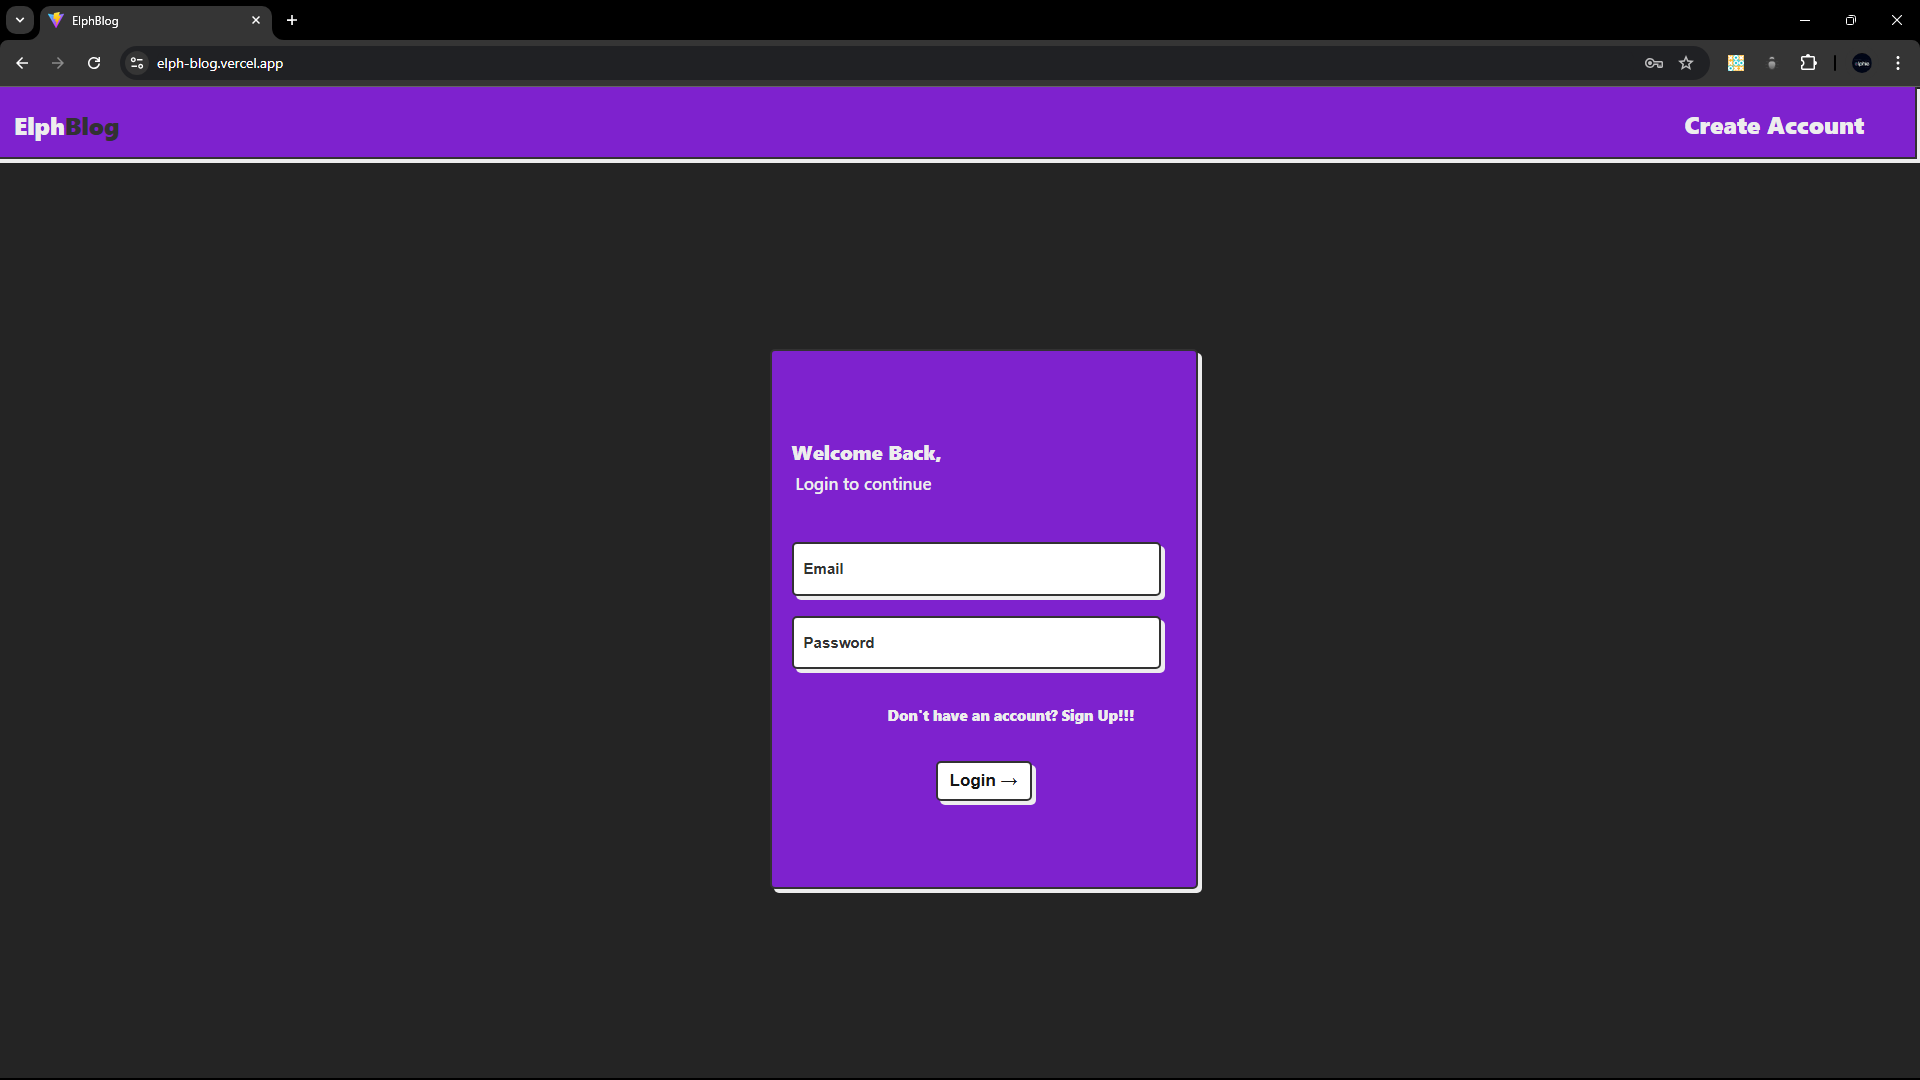 ElphBlog
elph-blog.vercel.app
ElphBlog
Create Account
Welcome Back,
Login to continue
Email
Password
Don't have an account? Sign Up!!!
Login →